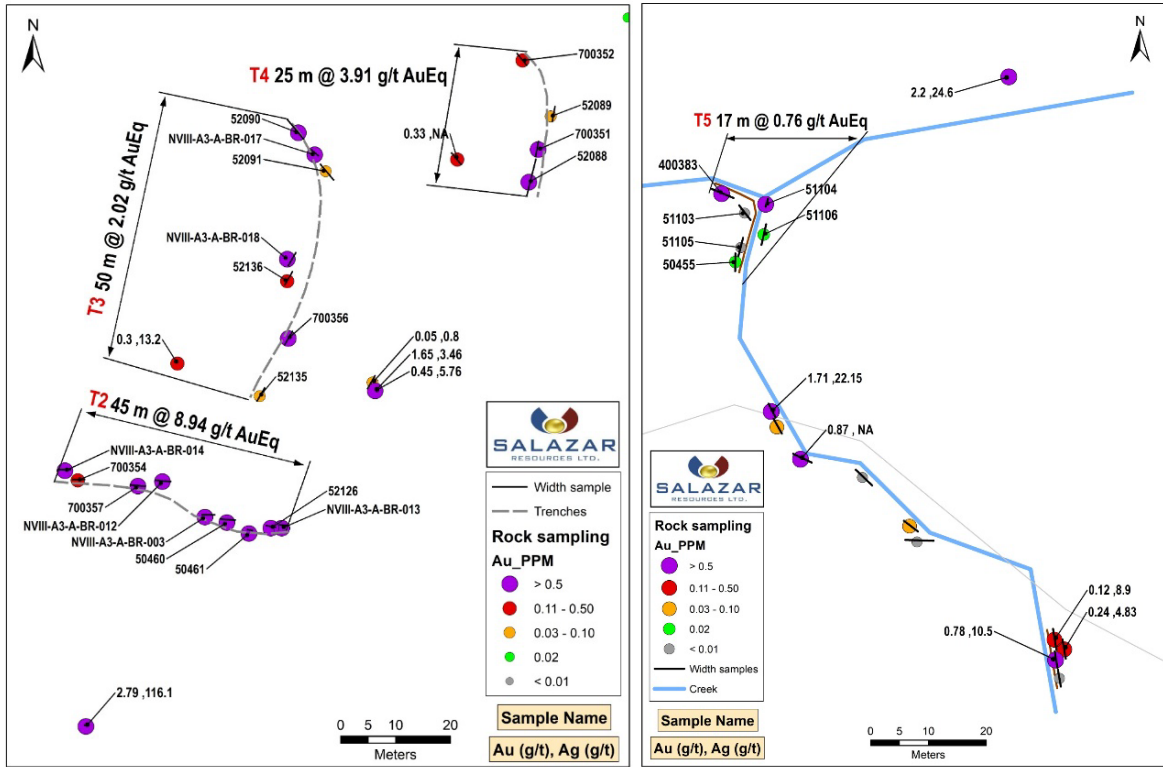 N
T4 25 m @ 3.91 g/t AuEq
700352
52089
700351
52088
0.33 ,NA
52090
NVIII-A3-A-BR-017
52091
T3 50 m @ 2.02 g/t AuEq
NVIII-A3-A-BR-018
52136
700356
0.3 ,13.2
52135
0.05 ,0.8
1.65 ,3.46
0.45 ,5.76
T2 45 m @ 8.94 g/t AuEq
NVIII-A3-A-BR-014
700354
700357
NVIII-A3-A-BR-012
NVIII-A3-A-BR-003
50460
50461
52126
NVIII-A3-A-BR-013
2.79 ,116.1
SALAZAR
RESOURCES LTD.
Width sample
Trenches
Rock sampling
Au_PPM
> 0.5
0.11 - 0.50
0.03 - 0.10
0.02
< 0.01
0 10 20
Meters
Sample Name
Au (g/t), Ag (g/t)
N
2.2 ,24.6
T5 17 m @ 0.76 g/t AuEq
400383
51104
51103
51106
51105
50455
1.71 ,22.15
0.87 , NA
0.12 ,8.9
0.24 ,4.83
0.78 ,10.5
SALAZAR
RESOURCES LTD.
Rock sampling
Au_PPM
> 0.5
0.11 - 0.50
0.03 - 0.10
0.02
< 0.01
Width samples
Creek
Sample Name
Au (g/t), Ag (g/t)
0 10 20
Meters